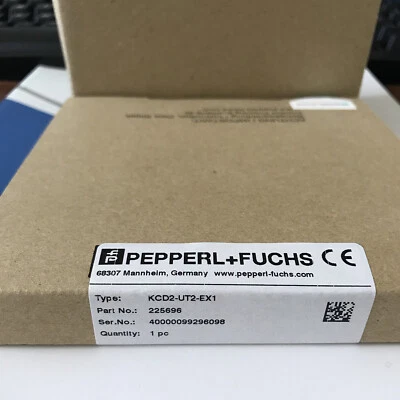 PEPPERL+FUCHS CE
68307 Mannheim, Germany www.pepperl-fuchs.com
Type: KCD2-UT2-EX1
Part No.: 225696
Ser.No.: 40000099296098
Quantity: 1 pc